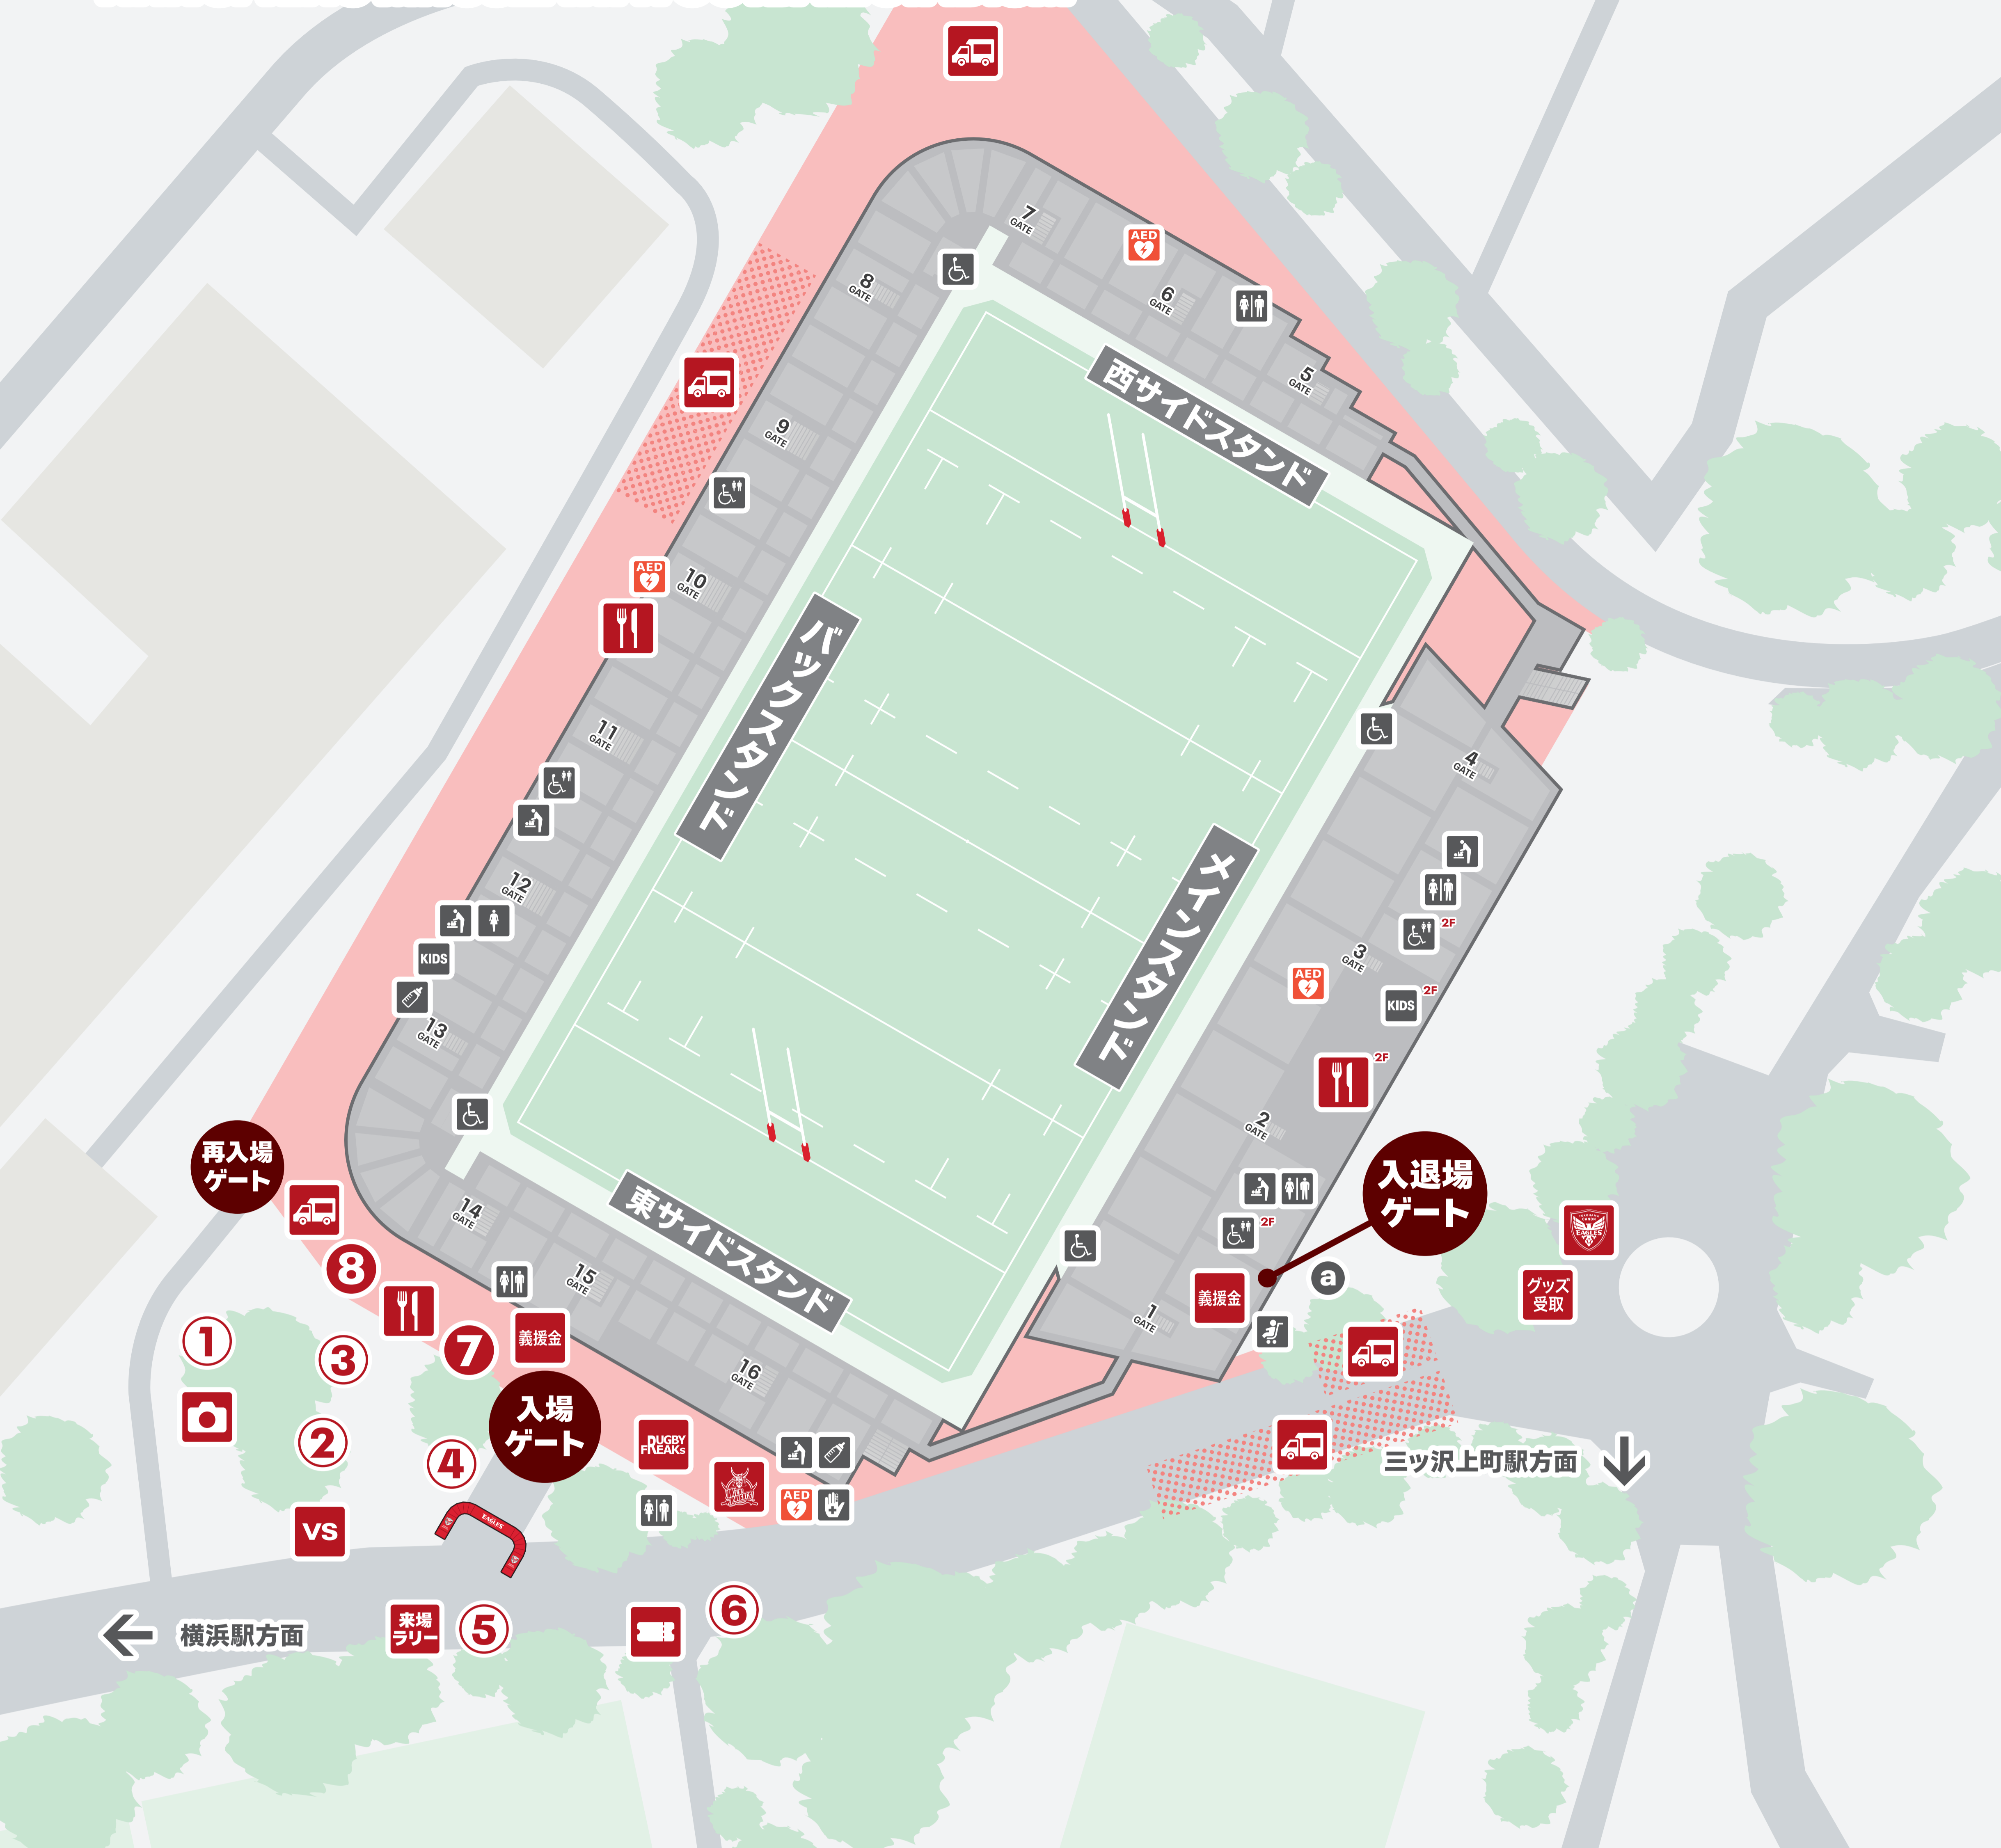 7
GATE
AED
8
GATE
6
GATE
5
GATE
西サイドスタンド
9
GATE
AED
10
GATE
バックスタンド
11
GATE
4
GATE
メインスタンド
12
GATE
2F
KIDS
3
GATE
AED
2F
KIDS
13
GATE
2F
2
GATE
再入場
ゲート
入退場
ゲート
東サイドスタンド
14
GATE
2F
EAGLES
8
15
GATE
a
義援金
グッズ
受取
1
GATE
1
3
7
義援金
16
GATE
入場
ゲート
2
4
RUGBY
FREAKs
三ッ沢上町駅方面
AED
VS
EAGLES
横浜駅方面
来場
ラリー
5
6